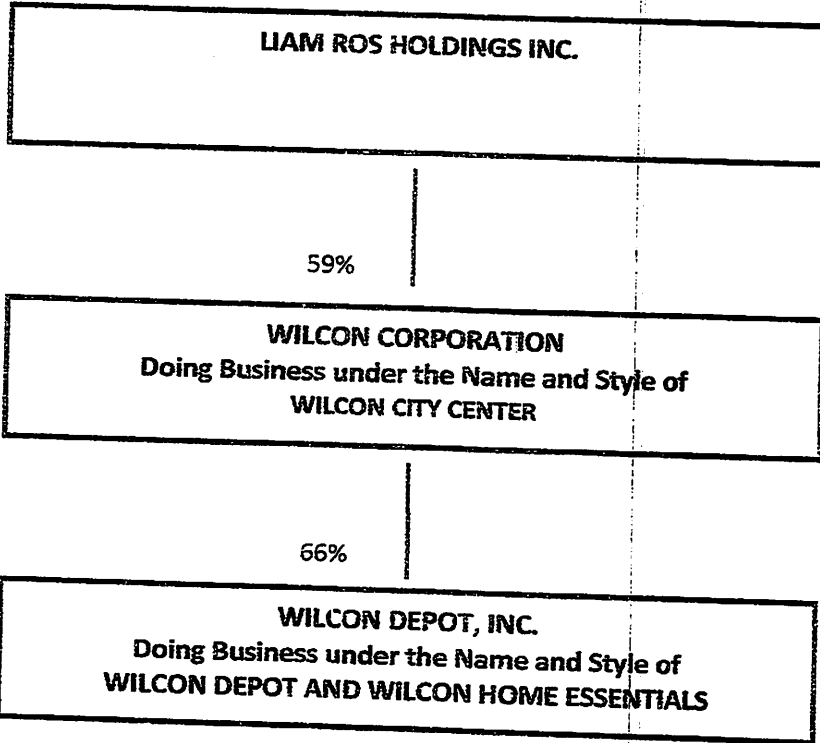 LIAM ROS HOLDINGS INC.
59%
WILCON CORPORATION
Doing Business under the Name and Style of
WILCON CITY CENTER
66%
WILCON DEPOT, INC.
Doing Business under the Name and Style of
WILCON DEPOT AND WILCON HOME ESSENTIALS